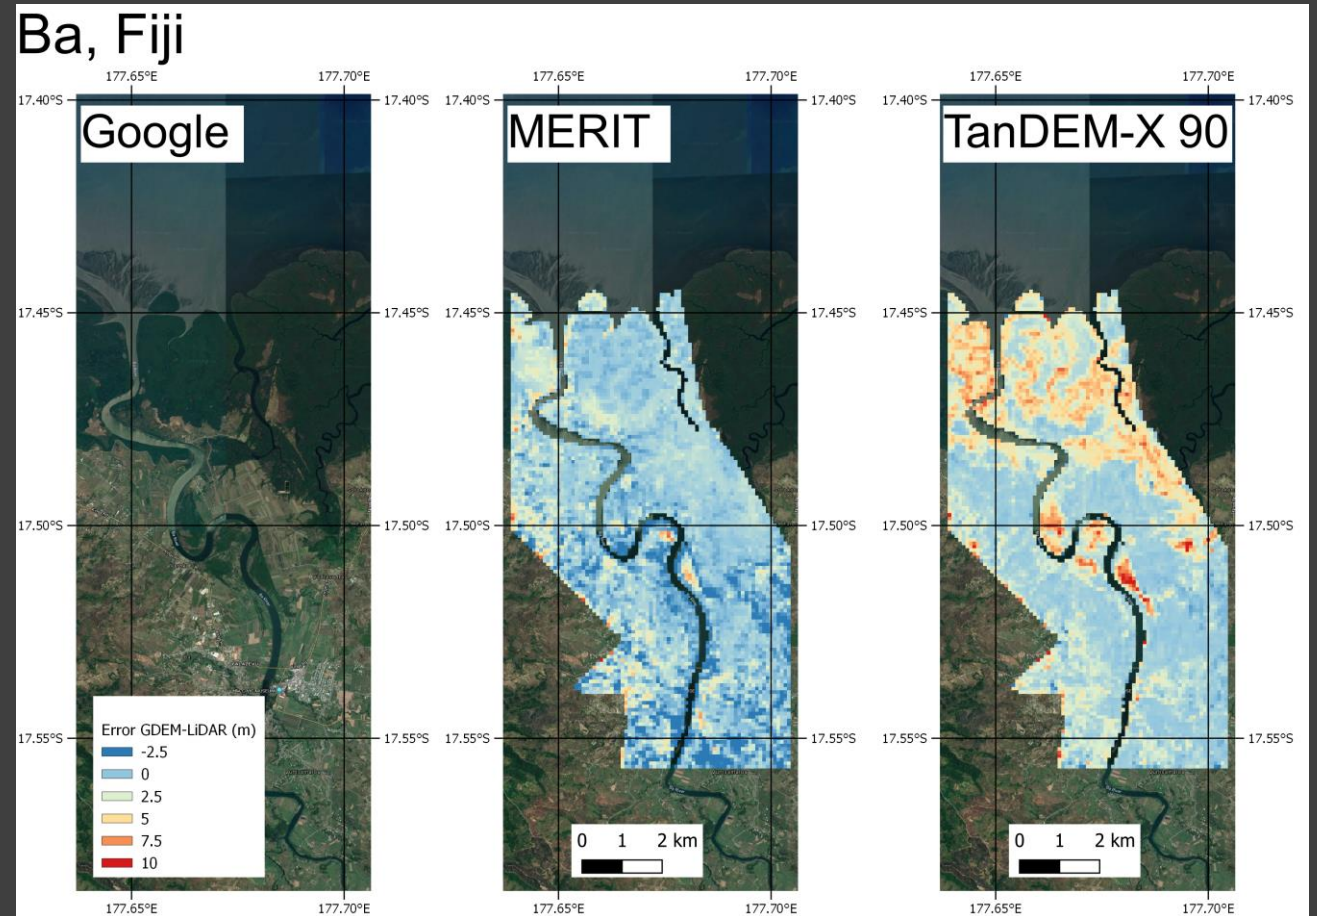 Ba, Fiji
177.65°E 177.70°E 177.65°E 177.70°E 177.65°E 177.70°E
17.40°S 17.40°S 17.40°S 17.40°S 17.40°S 17.40°S
Google MERIT TanDEM-X 90
17.45°S 17.45°S 17.45°S 17.45°S 17.45°S 17.45°S
17.50°S 17.50°S 17.50°S 17.50°S 17.50°S 17.50°S
Error GDEM-LiDAR (m)
17.55°S 17.55°S 17.55°S 17.55°S 17.55°S 17.55°S
-2.5
0
2.5
5
7.5
10
0 1 2 km 0 1 2 km
177.65°E 177.70°E 177.65°E 177.70°E 177.65°E 177.70°E